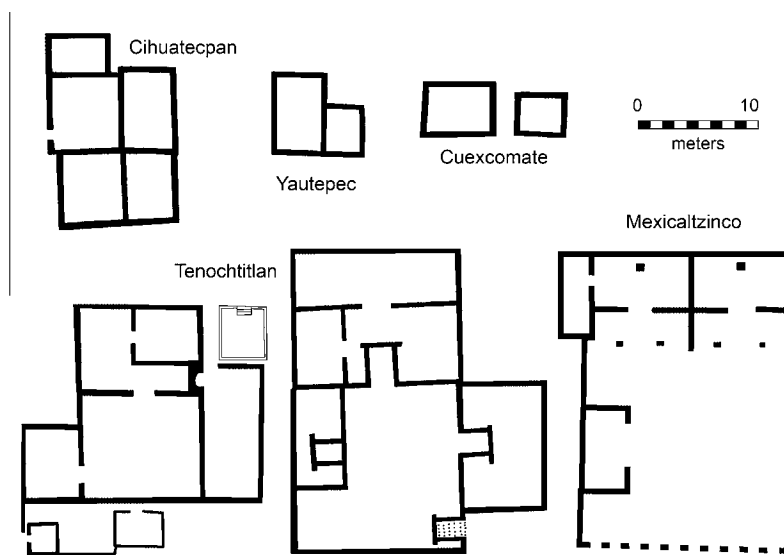 Cihuatecpan
0 10
meters
Cuexcomate
Yautepec
Mexicaltzinco
Tenochtitlan